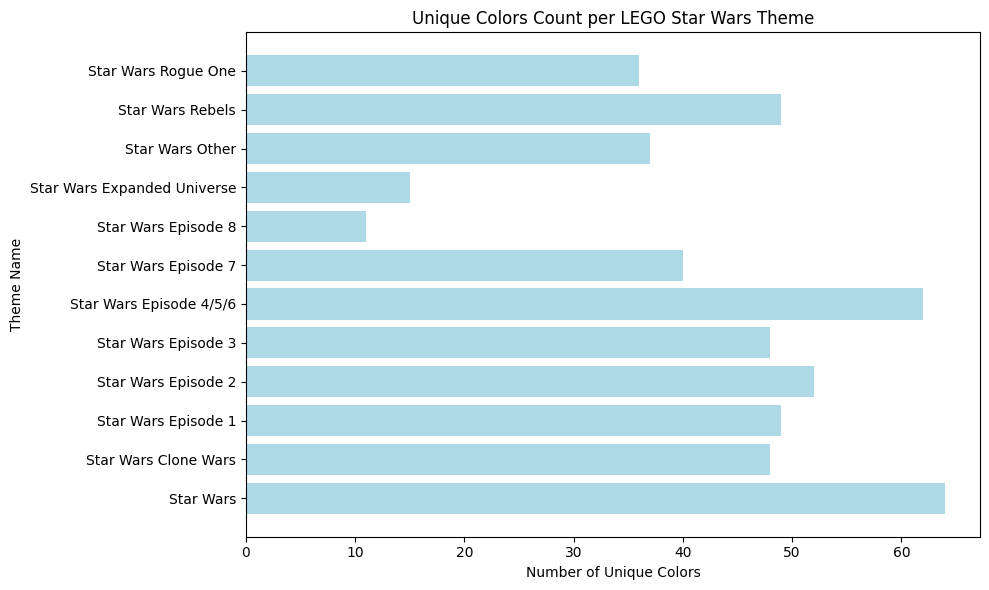 Unique Colors Count per LEGO Star Wars Theme
Star Wars Rogue One
Star Wars Rebels
Star Wars Other
Star Wars Expanded Universe
Star Wars Episode 8
Star Wars Episode 7
Star Wars Episode 4/5/6
Star Wars Episode 3
Star Wars Episode 2
Star Wars Episode 1
Star Wars Clone Wars
Star Wars
Theme Name
0 10 20 30 40 50 60
Number of Unique Colors